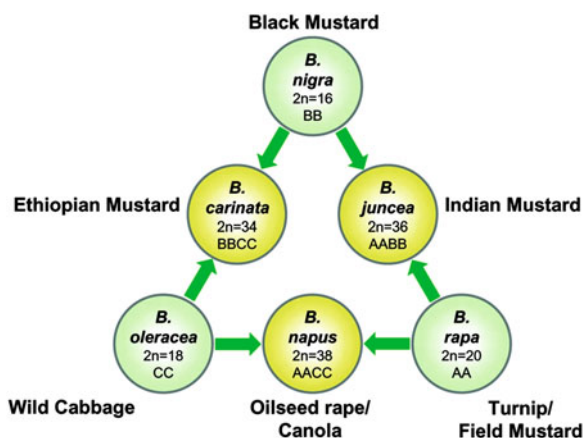 Black Mustard
B.
nigra
2n=16
BB
Ethiopian Mustard
B.
carinata
2n=34
BBCC
B.
juncea
2n=36
AABB
Indian Mustard
B.
oleracea
2n=18
CC
B.
napus
2n=38
AACC
B.
rapa
2n=20
AA
Wild Cabbage
Oilseed rape/
Canola
Turnip/
Field Mustard